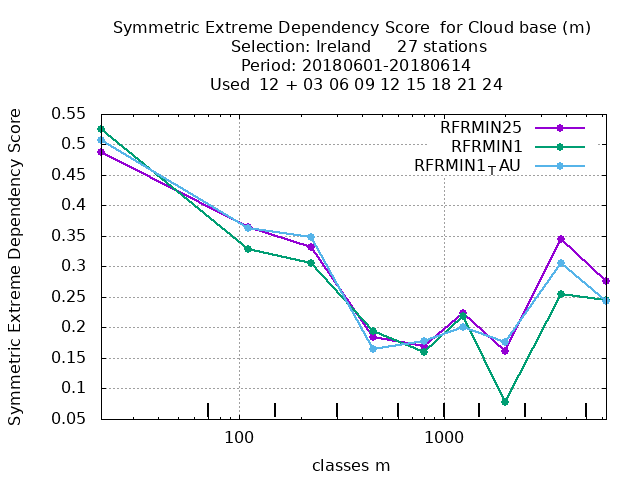 Symmetric Extreme Dependency Score  for Cloud base (m)
Selection: Ireland     27 stations
Period: 20180601-20180614
Used  12 + 03 06 09 12 15 18 21 24
Symmetric Extreme Dependency Score
0.55
0.5
0.45
0.4
0.35
0.3
0.25
0.2
0.15
0.1
0.05
RFRMIN25
RFRMIN1
RFRMIN1TAU
100
1000
classes m